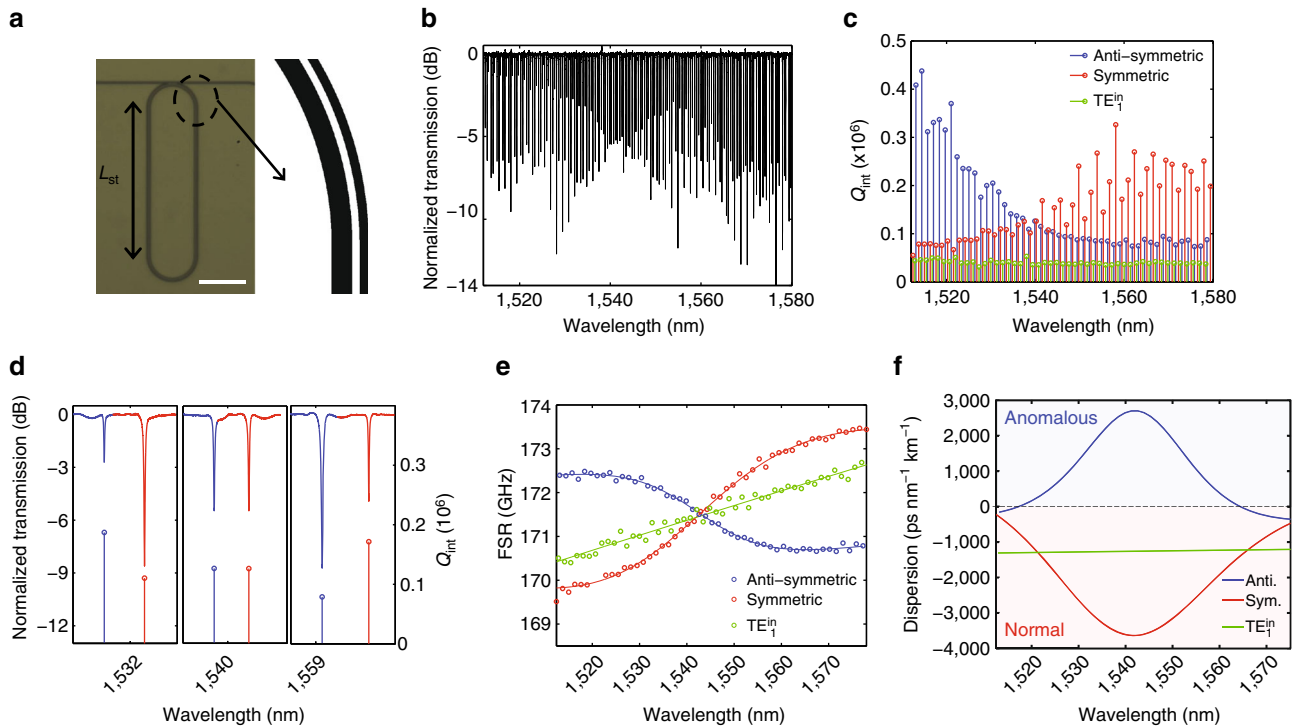 a
L_st
b
Normalized transmission (dB)
0
−5
−10
−14
1,520
1,540
1,560
1,580
Wavelength (nm)
c
Q_int (x10^6)
0.5
0.4
0.3
0.2
0.1
0
Anti−symmetric
Symmetric
TE_1^in
1,520
1,540
1,560
1,580
Wavelength (nm)
d
Normalized transmission (dB)
0
−3
−6
−9
−12
0.3
0.2
0.1
0
Q_int (10^6)
1,532
1,540
1,559
Wavelength (nm)
e
FSR (GHz)
174
173
172
171
170
169
Anti-symmetric
Symmetric
TE_1^in
1,520
1,530
1,540
1,550
1,560
1,570
Wavelength (nm)
f
Dispersion (ps nm^−1 km^−1)
3,000
2,000
1,000
0
−1,000
−2,000
−3,000
−4,000
Anomalous
Normal
Anti.
Sym.
TE_1^in
1,520
1,530
1,540
1,550
1,560
1,570
Wavelength (nm)